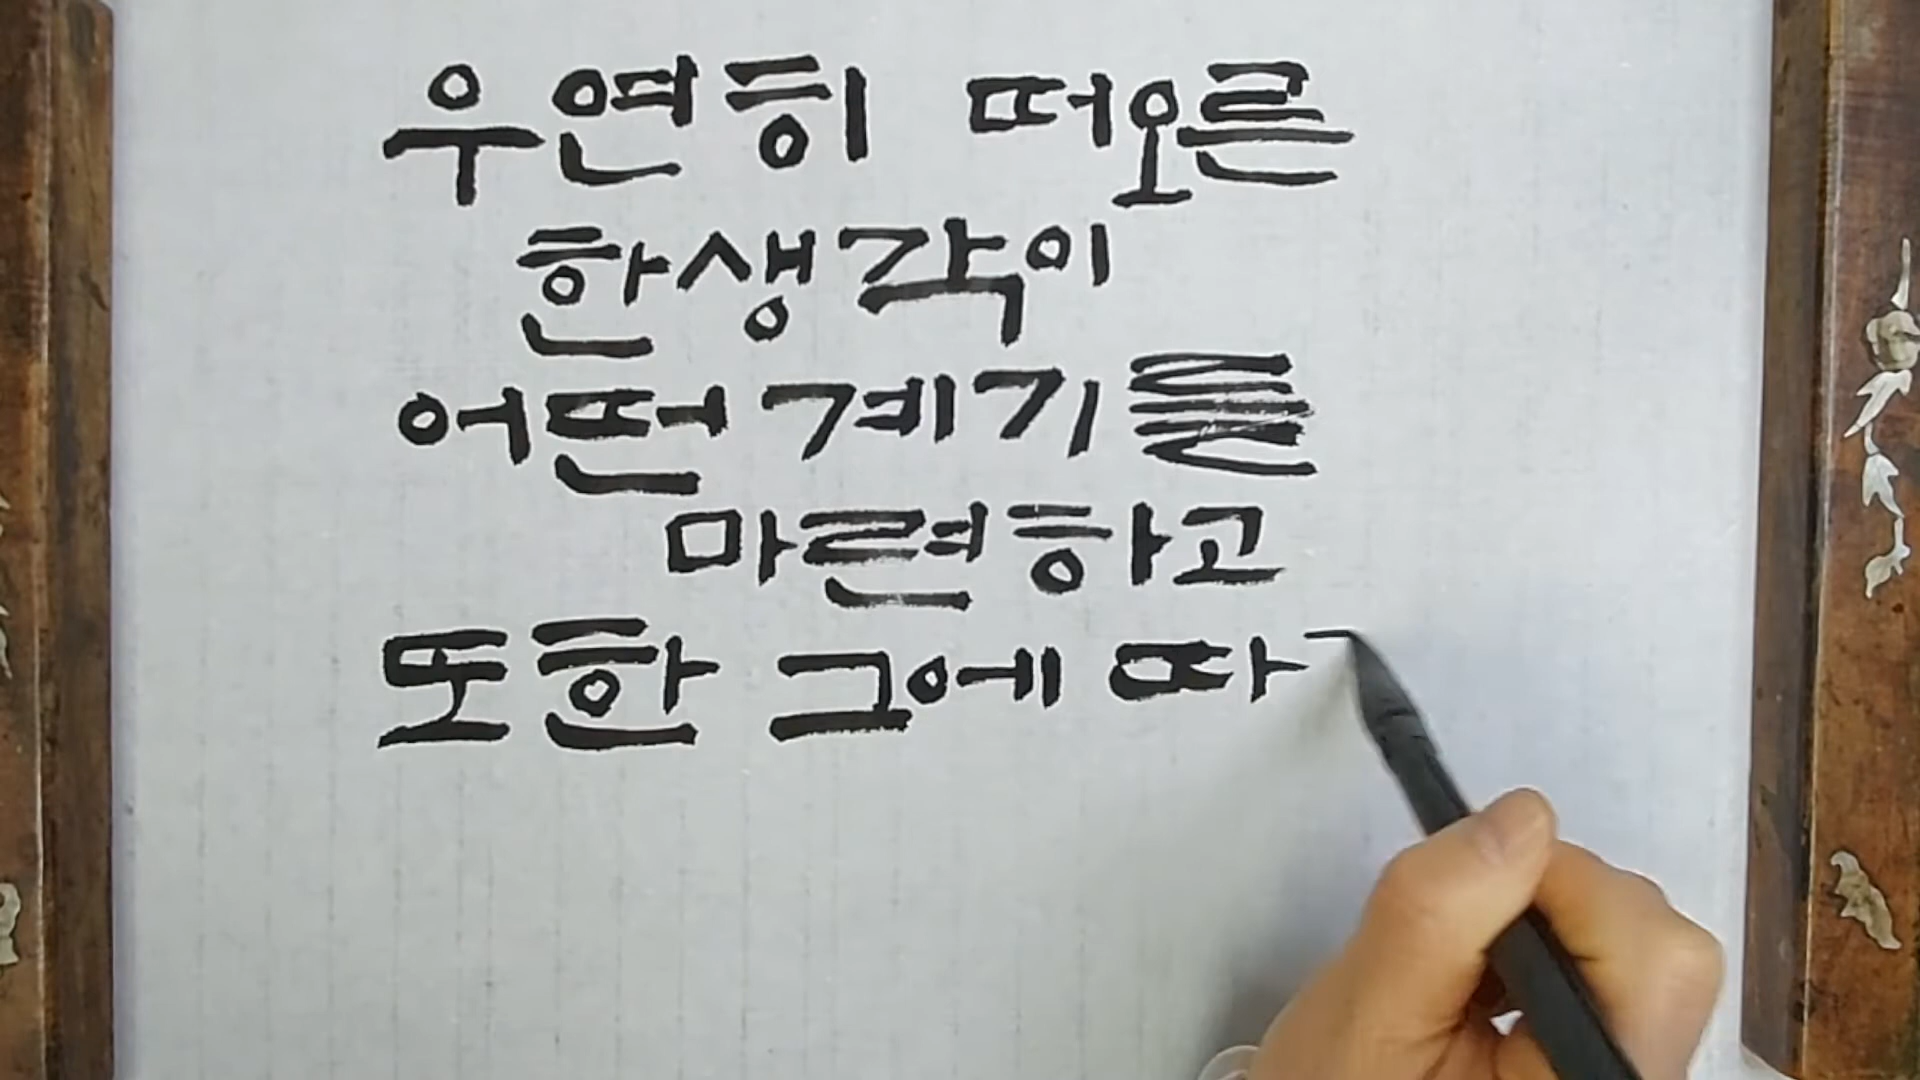 우연히 떠오른
한생각이
어떤 계기를
마련하고
또한 그에 따